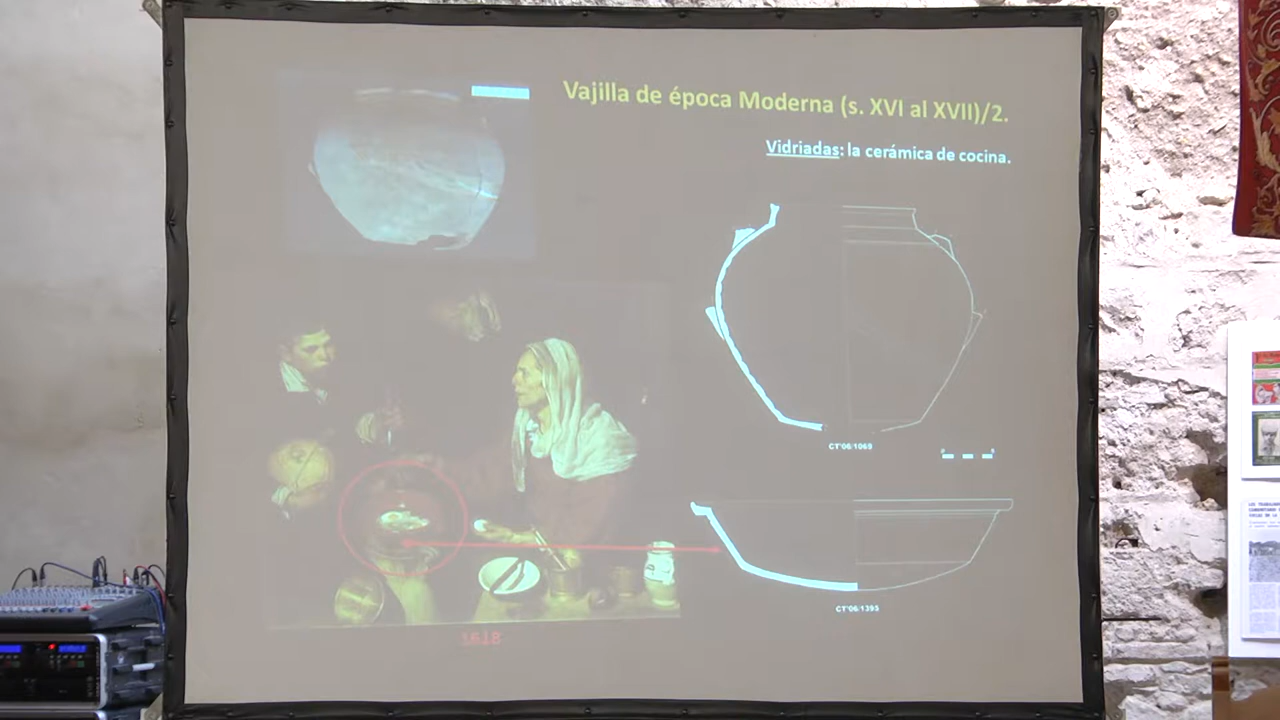 Vajilla de época Moderna (s. XVI al XVII)/2.
Vidriadas: la cerámica de cocina.
CT'06/1069
CT'06/1395
1618